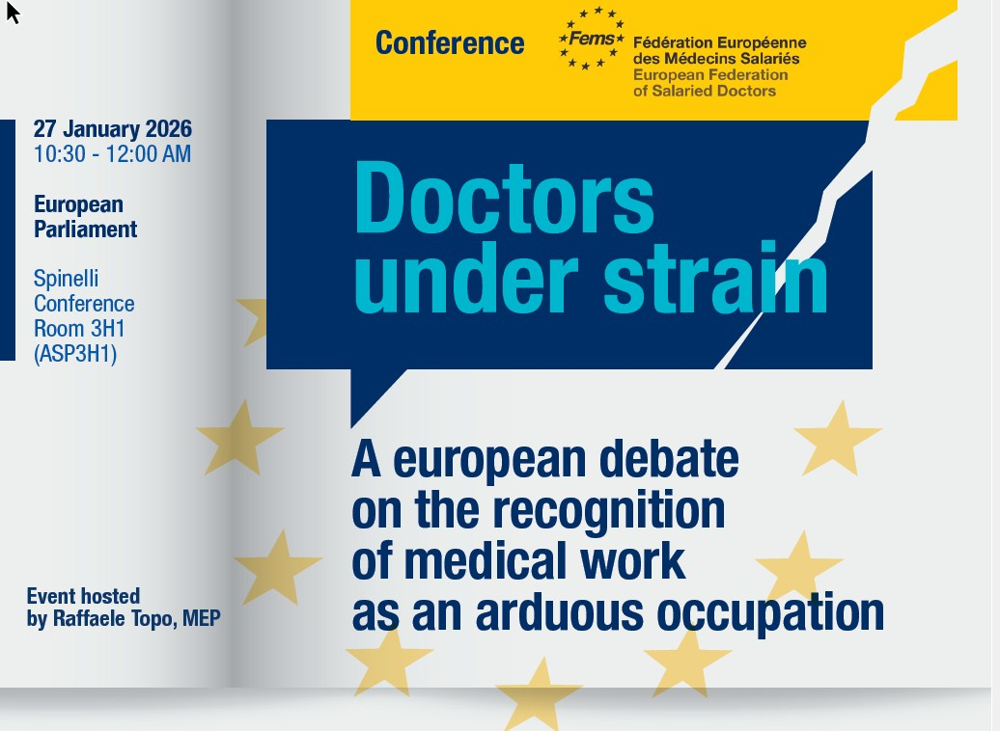 Conference
Fems
Fédération Européenne
des Médecins Salariés
European Federation
of Salaried Doctors
27 January 2026
10:30 - 12:00 AM
European
Parliament
Spinelli
Conference
Room 3H1
(ASP3H1)
Doctors
under strain
A european debate
on the recognition
of medical work
as an arduous occupation
Event hosted
by Raffaele Topo, MEP